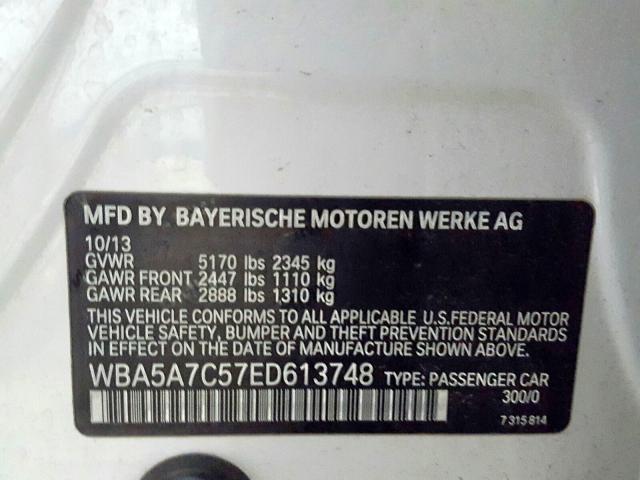 MFD BY BAYERISCHE MOTOREN WERKE AG
10/13
GVWR 5170 lbs 2345 kg
GAWR FRONT 2447 lbs 1110 kg
GAWR REAR 2888 lbs 1310 kg
THIS VEHICLE CONFORMS TO ALL APPLICABLE U.S.FEDERAL MOTOR
VEHICLE SAFETY, BUMPER AND THEFT PREVENTION STANDARDS
IN EFFECT ON THE DATE OF MANUFACTURE SHOWN ABOVE.
WBA5A7C57ED613748 TYPE: PASSENGER CAR
300/0
7 315 814